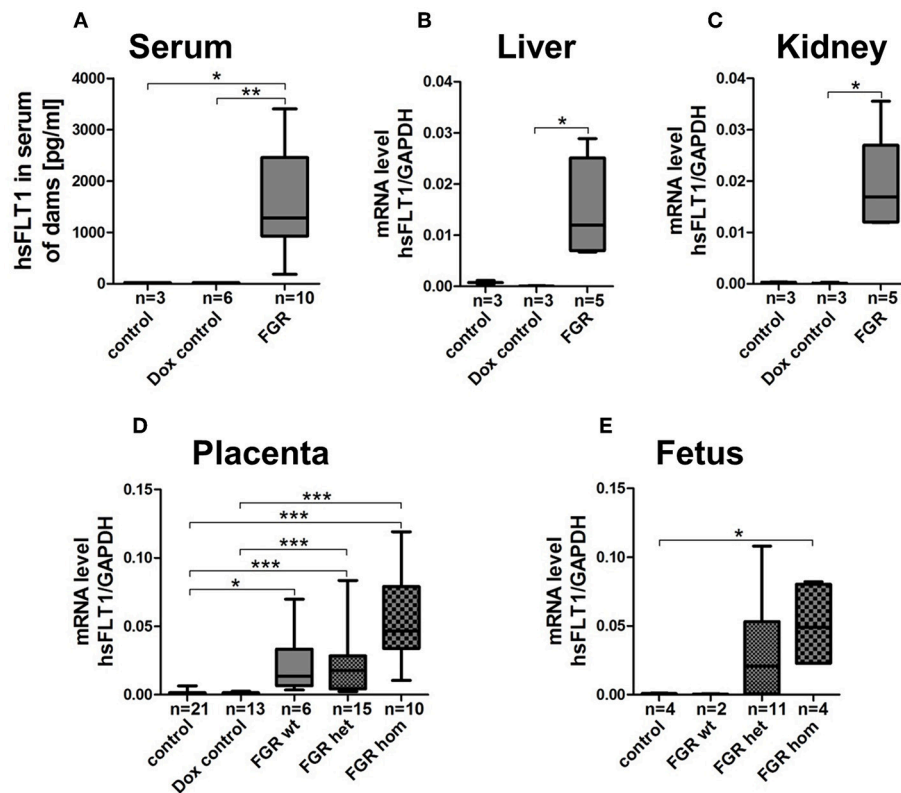 A
Serum
hsFLT1 in serum
of dams [pg/ml]
4000
3000
2000
1000
0
*
**
n=3
n=6
n=10
control
Dox control
FGR
B
Liver
mRNA level
hsFLT1/GAPDH
0.04
0.03
0.02
0.01
0.00
*
n=3
n=3
n=5
control
Dox control
FGR
C
Kidney
mRNA level
hsFLT1/GAPDH
0.04
0.03
0.02
0.01
0.00
*
n=3
n=3
n=5
control
Dox control
FGR
D
Placenta
mRNA level
hsFLT1/GAPDH
0.15
0.10
0.05
0.00
***
***
***
***
*
n=21
n=13
n=6
n=15
n=10
control
Dox control
FGR wt
FGR het
FGR hom
E
Fetus
mRNA level
hsFLT1/GAPDH
0.15
0.10
0.05
0.00
*
n=4
n=2
n=11
n=4
control
FGR wt
FGR het
FGR hom